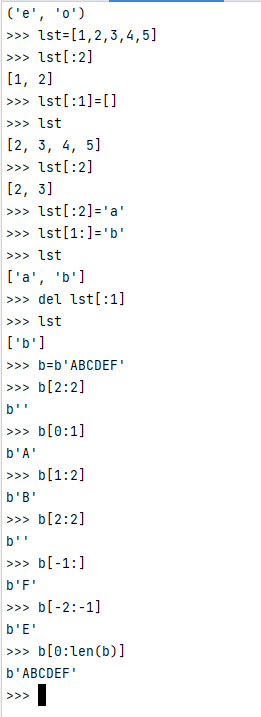 ('e', 'o')
>>> lst=[1,2,3,4,5]
>>> lst[:2]
[1, 2]
>>> lst[:1]=[]
>>> lst
[2, 3, 4, 5]
>>> lst[:2]
[2, 3]
>>> lst[:2]='a'
>>> lst[1:]='b'
>>> lst
['a', 'b']
>>> del lst[:1]
>>> lst
['b']
>>> b=b'ABCDEF'
>>> b[2:2]
b''
>>> b[0:1]
b'A'
>>> b[1:2]
b'B'
>>> b[2:2]
b''
>>> b[-1:]
b'F'
>>> b[-2:-1]
b'E'
>>> b[0:len(b)]
b'ABCDEF'
>>>